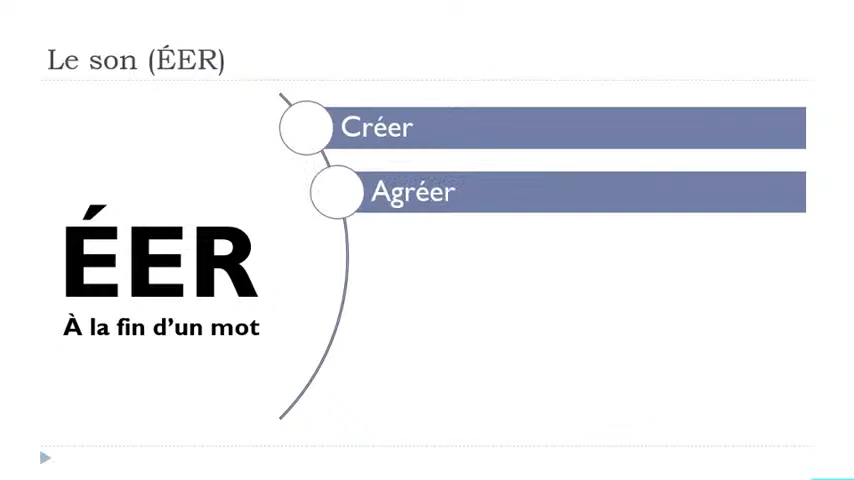 Le son (ÉER)
Créer
Agréer
ÉER
À la fin d’un mot